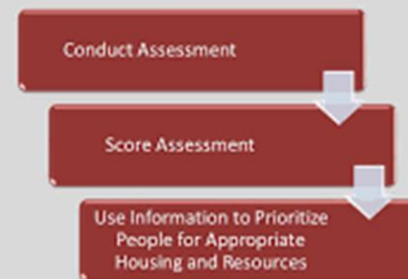 Conduct Assessment
Score Assessment
Use Information to Prioritize
People for Appropriate
Housing and Resources